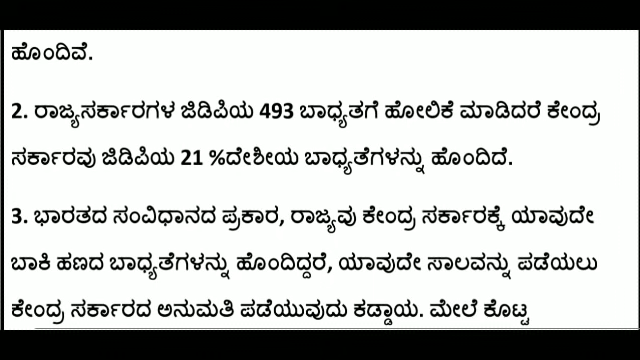 ಹೊಂದಿವೆ.
2. ರಾಜ್ಯಸರ್ಕಾರಗಳ ಜಿಡಿಪಿಯ 493 ಬಾಧ್ಯತಗೆ ಹೋಲಿಕೆ ಮಾಡಿದರೆ ಕೇಂದ್ರ
ಸರ್ಕಾರವು ಜಿಡಿಪಿಯ 21 %ದೇಶೀಯ ಬಾಧ್ಯತೆಗಳನ್ನು ಹೊಂದಿದೆ.
3. ಭಾರತದ ಸಂವಿಧಾನದ ಪ್ರಕಾರ, ರಾಜ್ಯವು ಕೇಂದ್ರ ಸರ್ಕಾರಕ್ಕೆ ಯಾವುದೇ
ಬಾಕಿ ಹಣದ ಬಾಧ್ಯತೆಗಳನ್ನು ಹೊಂದಿದ್ದರೆ, ಯಾವುದೇ ಸಾಲವನ್ನು ಪಡೆಯಲು
ಕೇಂದ್ರ ಸರ್ಕಾರದ ಅನುಮತಿ ಪಡೆಯುವುದು ಕಡ್ಡಾಯ. ಮೇಲೆ ಕೊಟ್ಟ